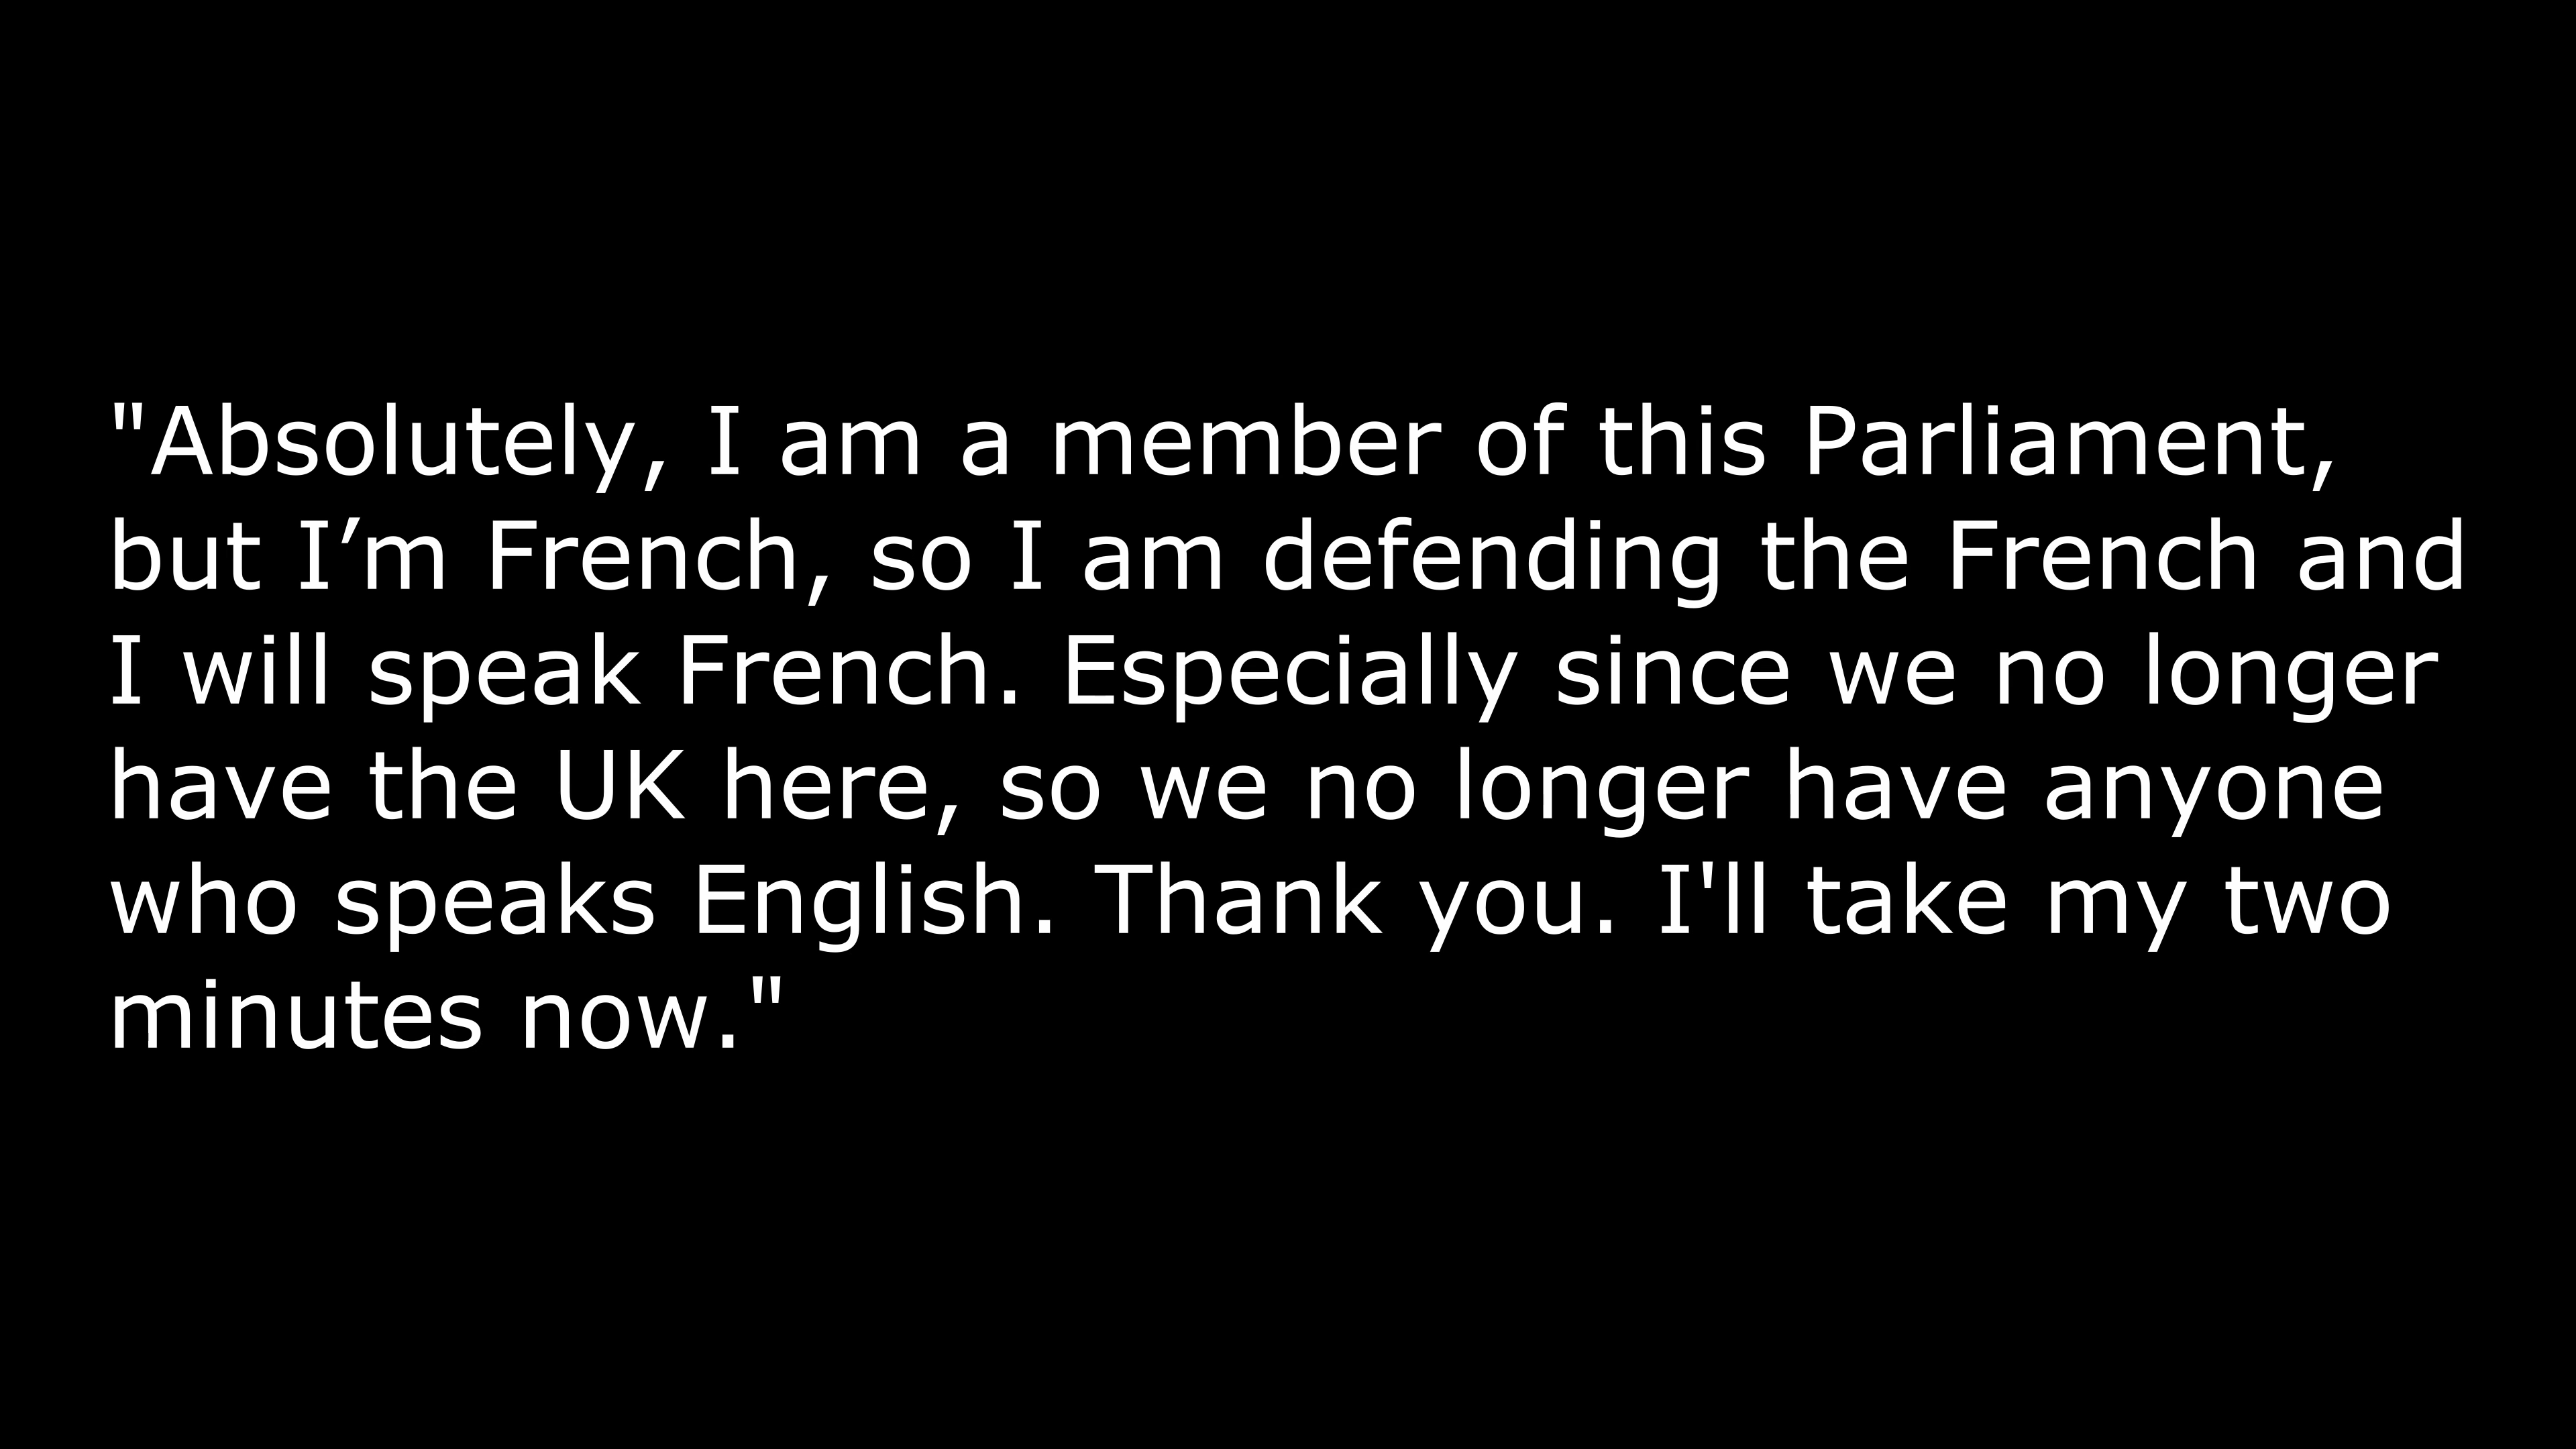 "Absolutely, I am a member of this Parliament,
but I’m French, so I am defending the French and
I will speak French. Especially since we no longer
have the UK here, so we no longer have anyone
who speaks English. Thank you. I'll take my two
minutes now."